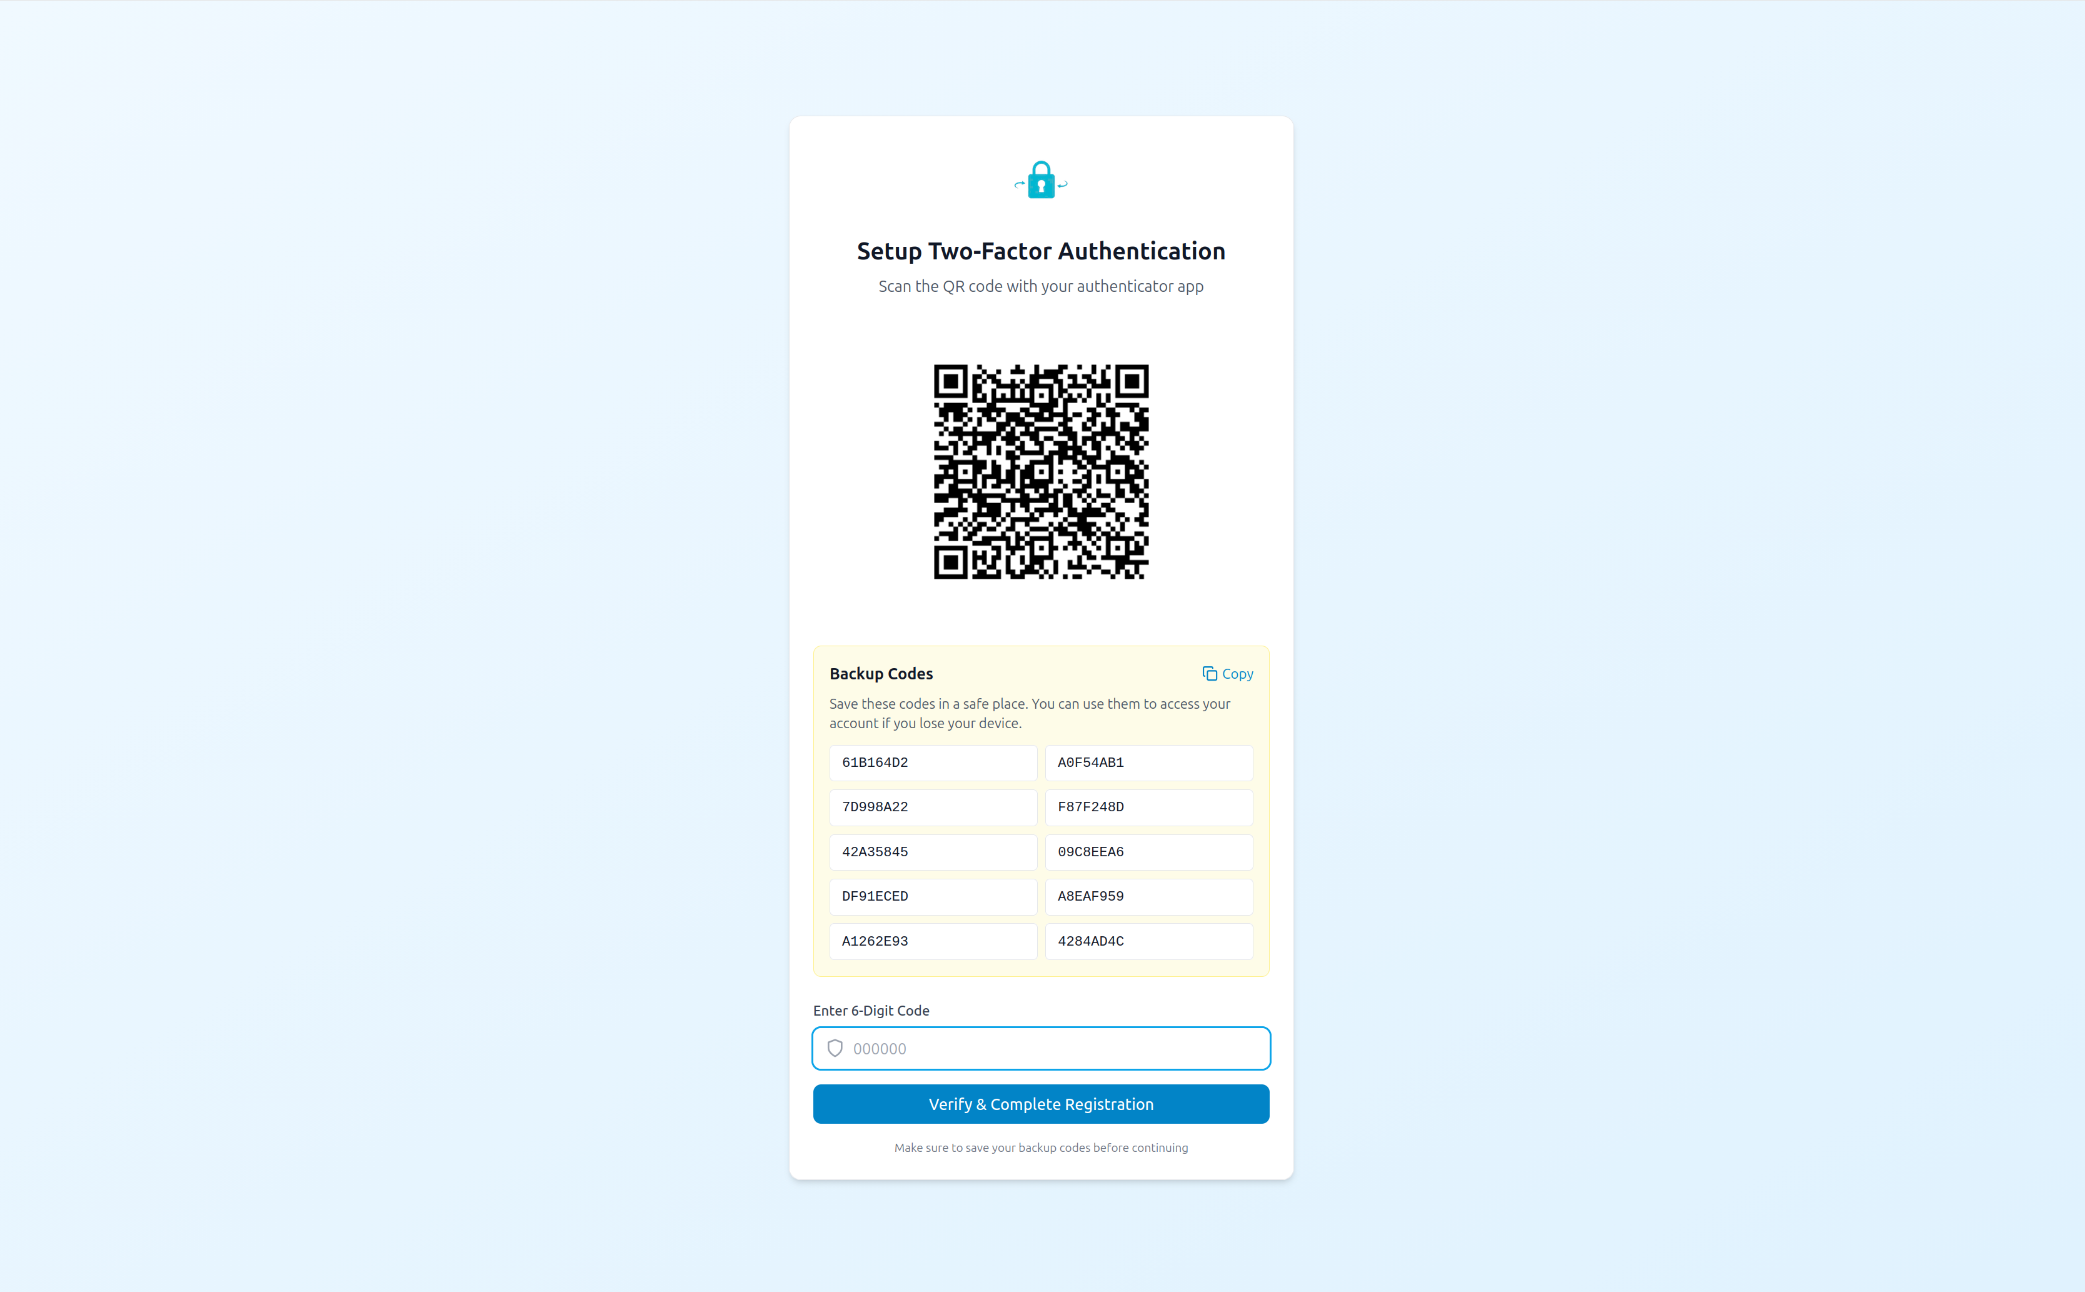 Setup Two-Factor Authentication
Scan the QR code with your authenticator app
Backup Codes
Copy
Save these codes in a safe place. You can use them to access your
account if you lose your device.
61B164D2
A0F54AB1
7D998A22
F87F248D
42A35845
09C8EEA6
DF91ECED
A8EAF959
A1262E93
4284AD4C
Enter 6-Digit Code
000000
Verify & Complete Registration
Make sure to save your backup codes before continuing